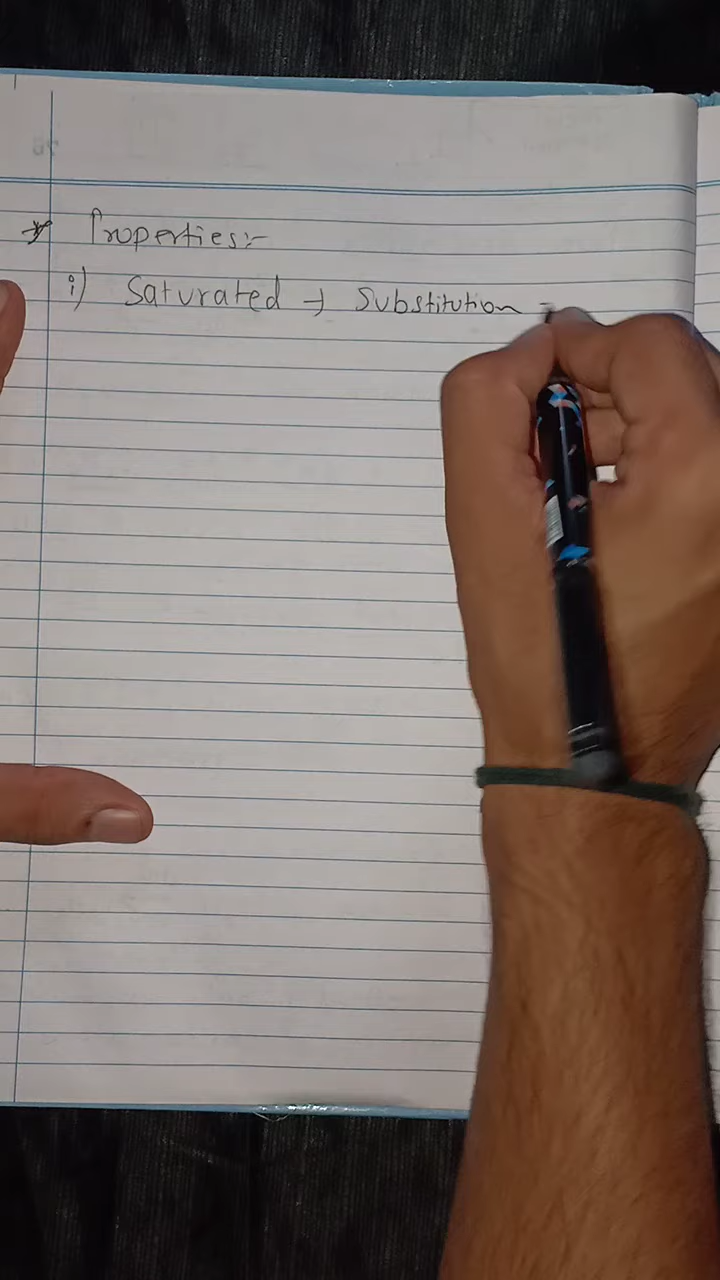 * Properties:-
i) Saturated → Substitution